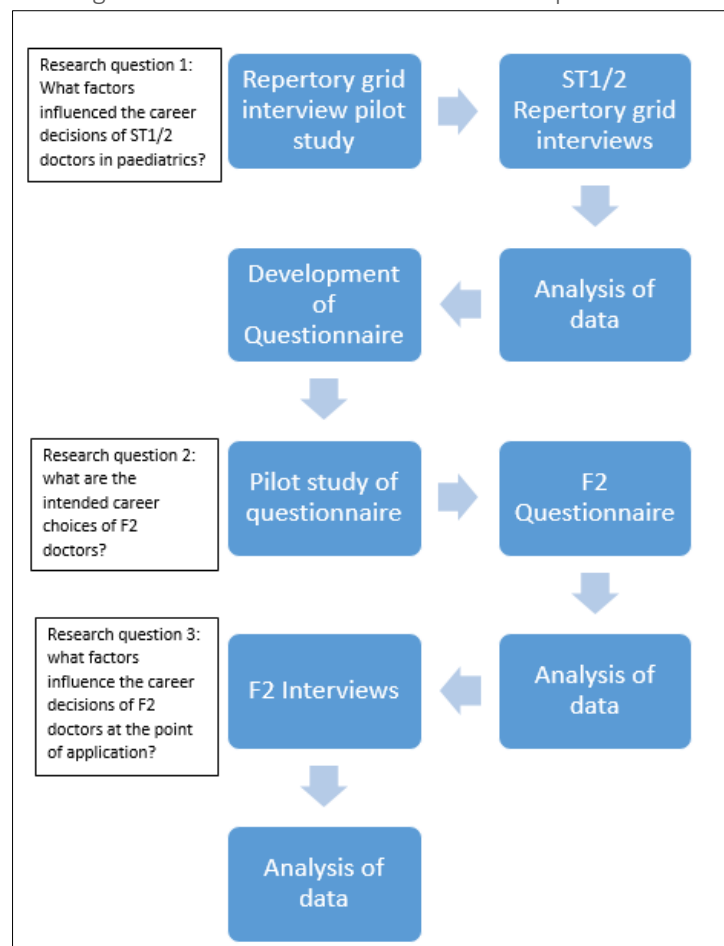 Research question 1:
What factors
influenced the career
decisions of ST1/2
doctors in paediatrics?
Repertory grid
interview pilot
study
ST1/2
Repertory grid
interviews
Development
of
Questionnaire
Analysis of
data
Research question 2:
what are the
intended career
choices of F2
doctors?
Pilot study of
questionnaire
F2
Questionnaire
Research question 3:
what factors
influence the career
decisions of F2
doctors at the point
of application?
F2 Interviews
Analysis of
data
Analysis of
data